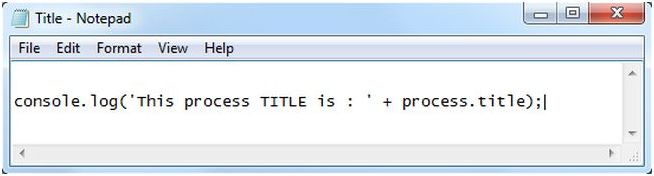 Title - Notepad
File Edit Format View Help
console.log('This process TITLE is : ' + process.title);